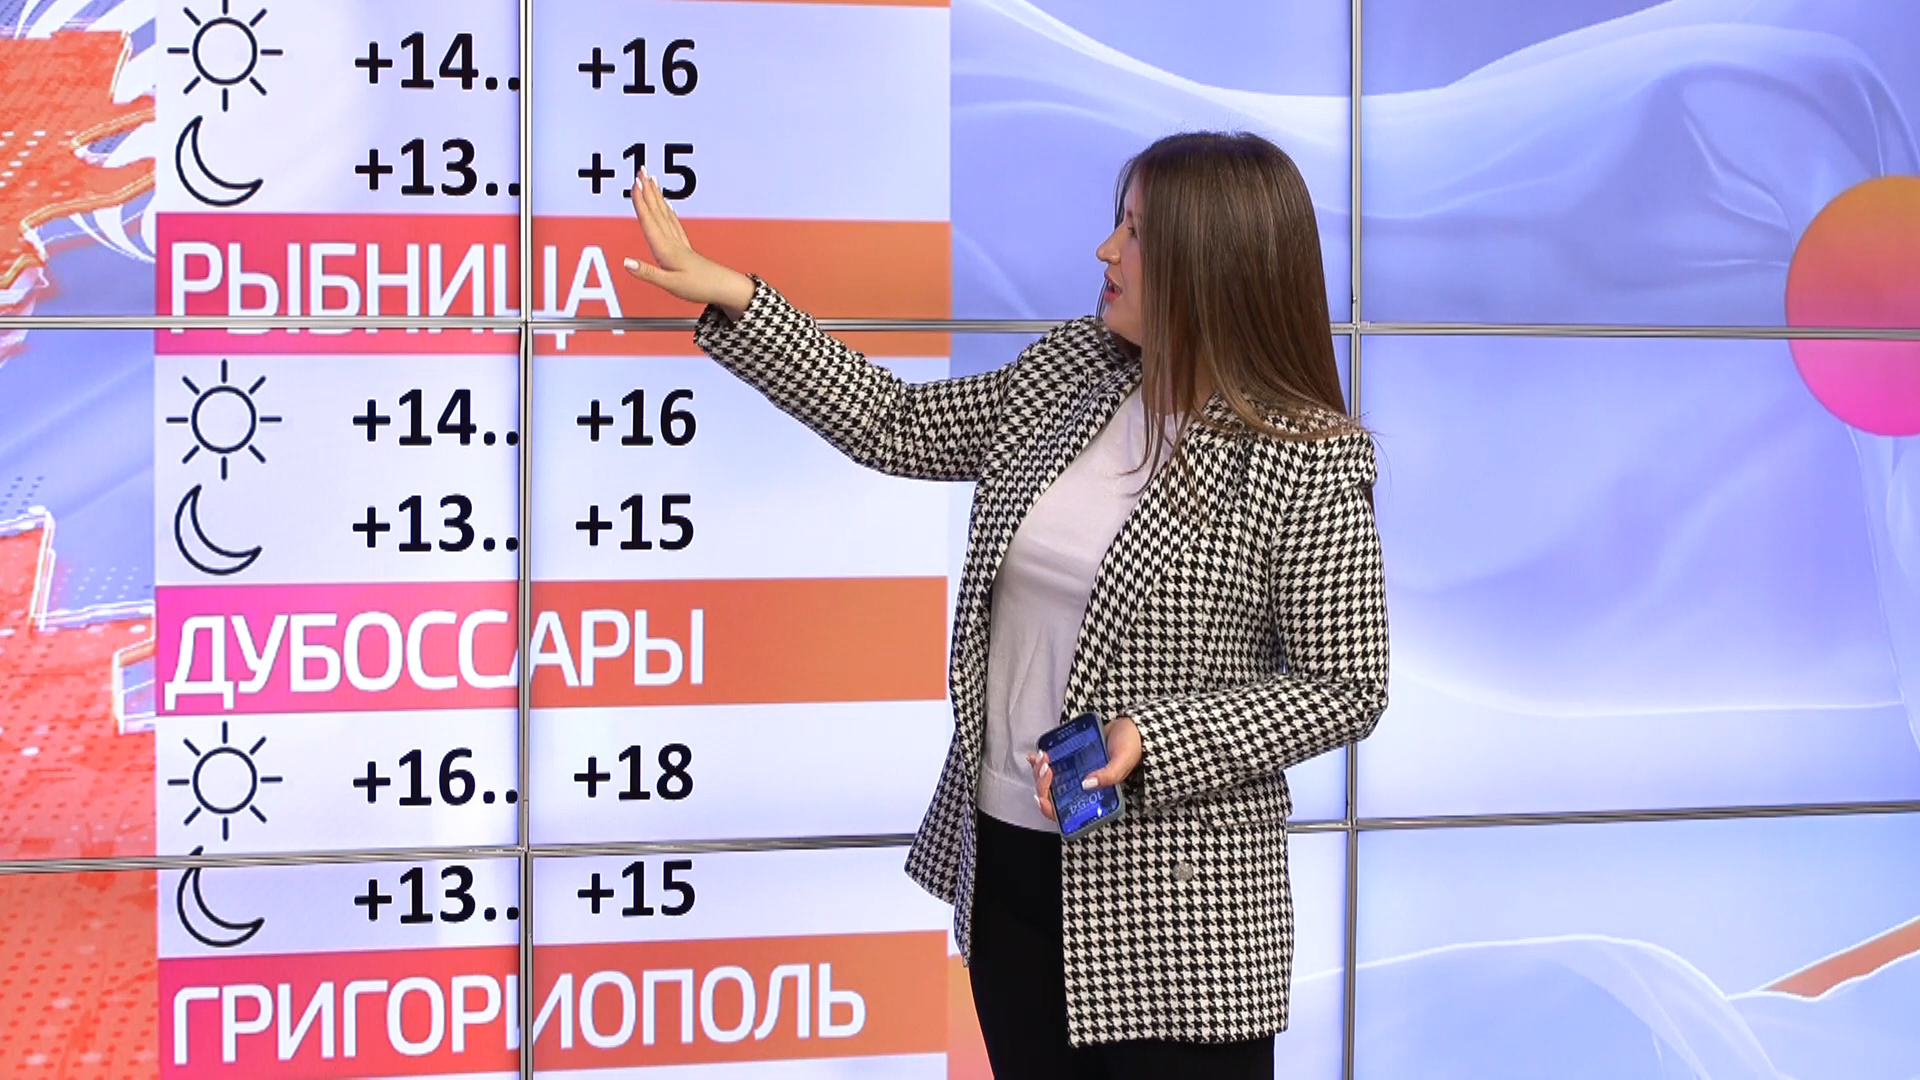 +14.. +16
+13.. +15
РЫБНИЦА
+14.. +16
+13.. +15
ДУБОССАРЫ
+16.. +18
+13.. +15
ГРИГОРИОПОЛЬ